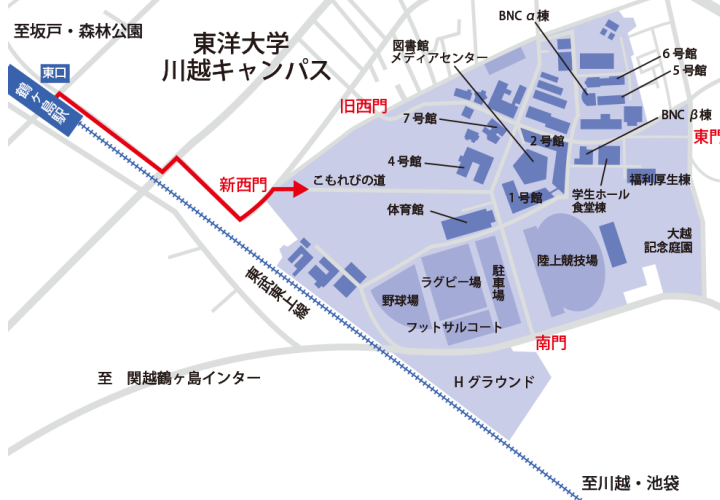 至坂戸・森林公園
東洋大学
川越キャンパス
東口
鶴ヶ島駅
BNC α棟
図書館
メディアセンター
6号館
5号館
旧西門
7号館
BNC β棟
2号館
東門
4号館
新西門
こもれびの道
福利厚生棟
1号館
学生ホール
食堂棟
体育館
大越
記念庭園
陸上競技場
駐車場
ラグビー場
野球場
東武東上線
フットサルコート
南門
至 関越鶴ヶ島インター
Hグラウンド
至川越・池袋